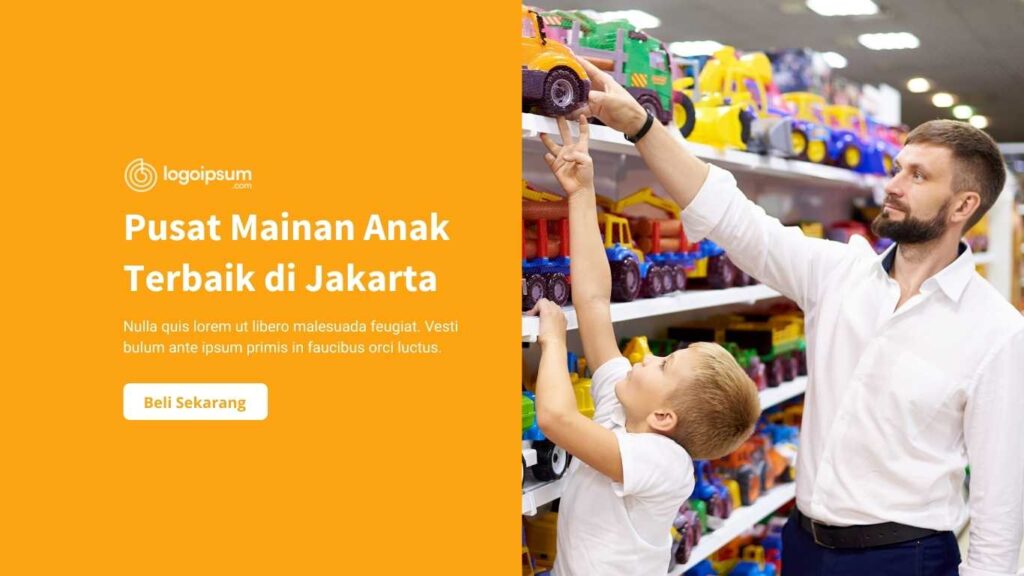 logoipsum
.com
Pusat Mainan Anak
Terbaik di Jakarta
Nulla quis lorem ut libero malesuada feugiat. Vesti
bulum ante ipsum primis in faucibus orci luctus.
Beli Sekarang